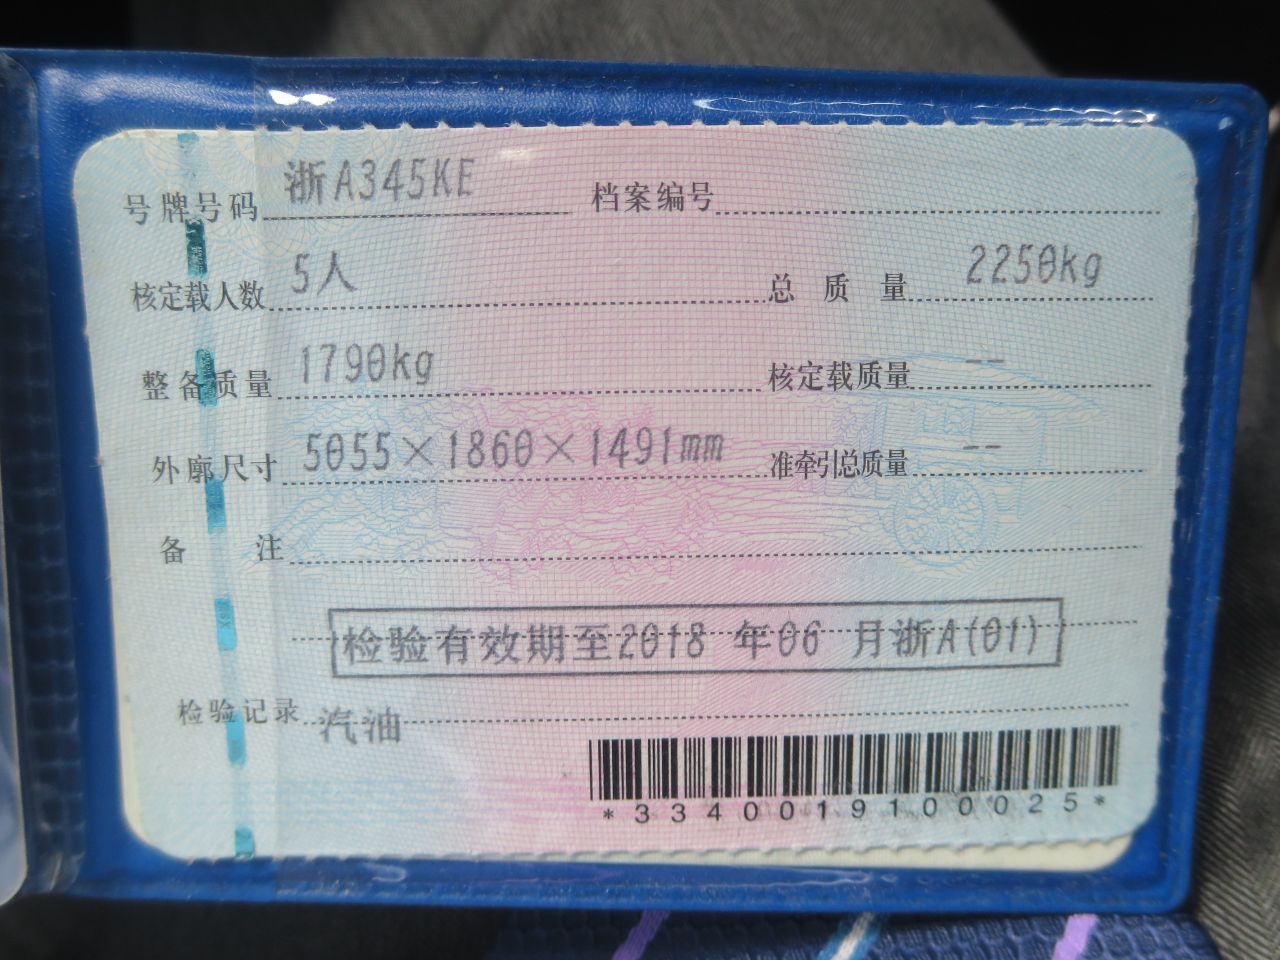 号牌号码 浙A345KE 档案编号
核定载人数 5人 总质量 2250kg
整备质量 1790kg 核定载质量 --
外廓尺寸 5055×1860×1491mm 准牵引总质量 --
备注
检验有效期至2018 年06 月浙A(01)
检验记录 汽油
*3340019100025*